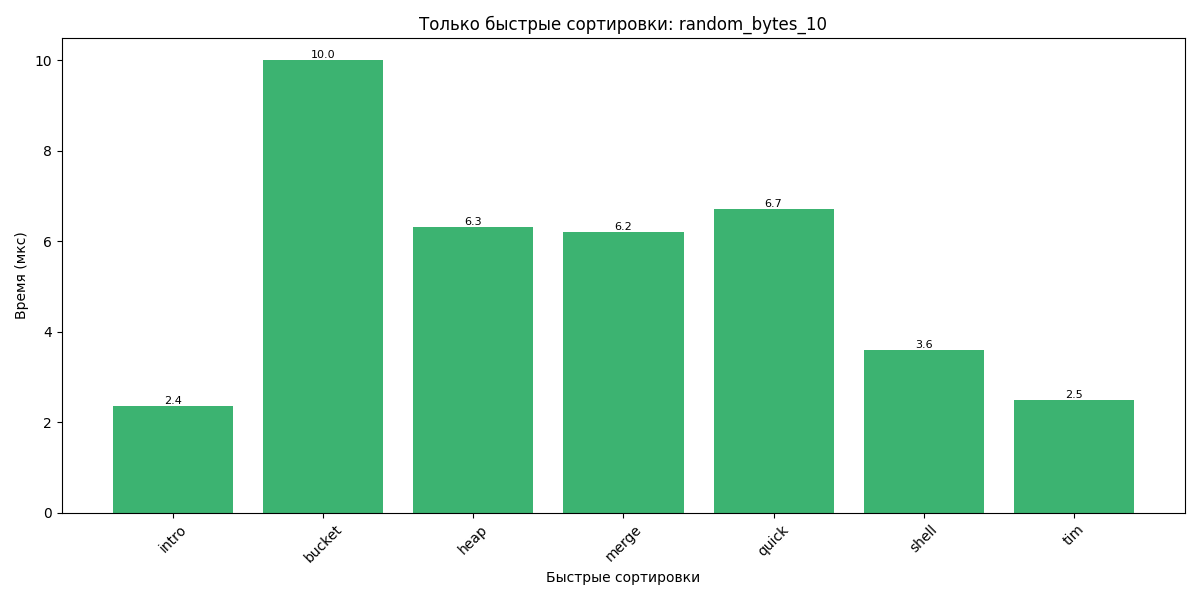 Только быстрые сортировки: random_bytes_10
Время (мкс)
10
8
6
4
2
0
2.4
10.0
6.3
6.2
6.7
3.6
2.5
intro
bucket
heap
merge
quick
shell
tim
Быстрые сортировки